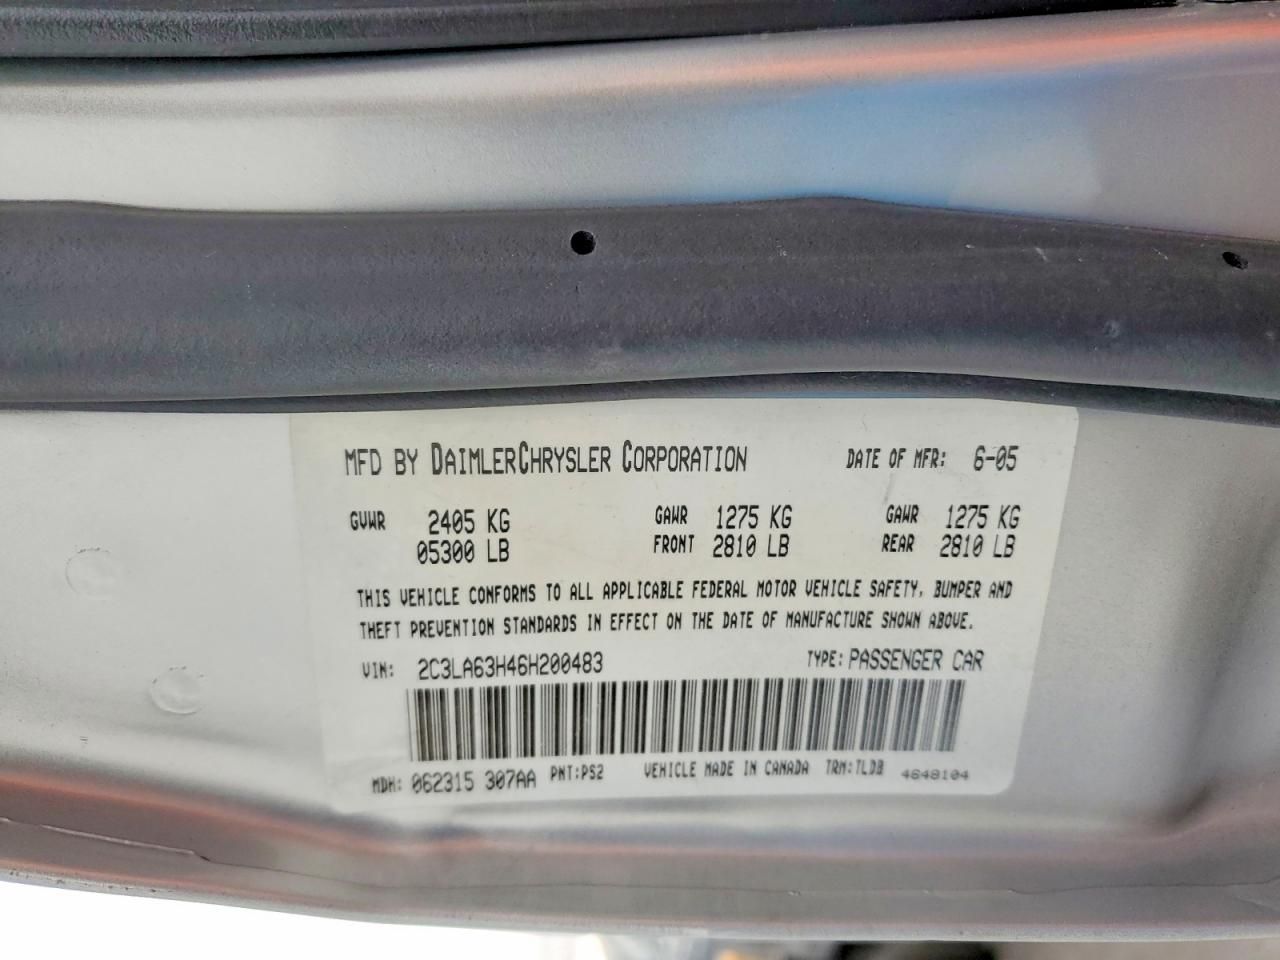 MFD BY DAIMLERCHRYSLER CORPORATION DATE OF MFR: 6-05
GVWR 2405 KG GAWR 1275 KG GAWR 1275 KG
05300 LB FRONT 2810 LB REAR 2810 LB
THIS VEHICLE CONFORMS TO ALL APPLICABLE FEDERAL MOTOR VEHICLE SAFETY, BUMPER AND
THEFT PREVENTION STANDARDS IN EFFECT ON THE DATE OF MANUFACTURE SHOWN ABOVE.
VIN: 2C3LA63H46H200483 TYPE: PASSENGER CAR
MDH: 062315 307AA PNT:PS2 VEHICLE MADE IN CANADA TRM:TLDB 4648104